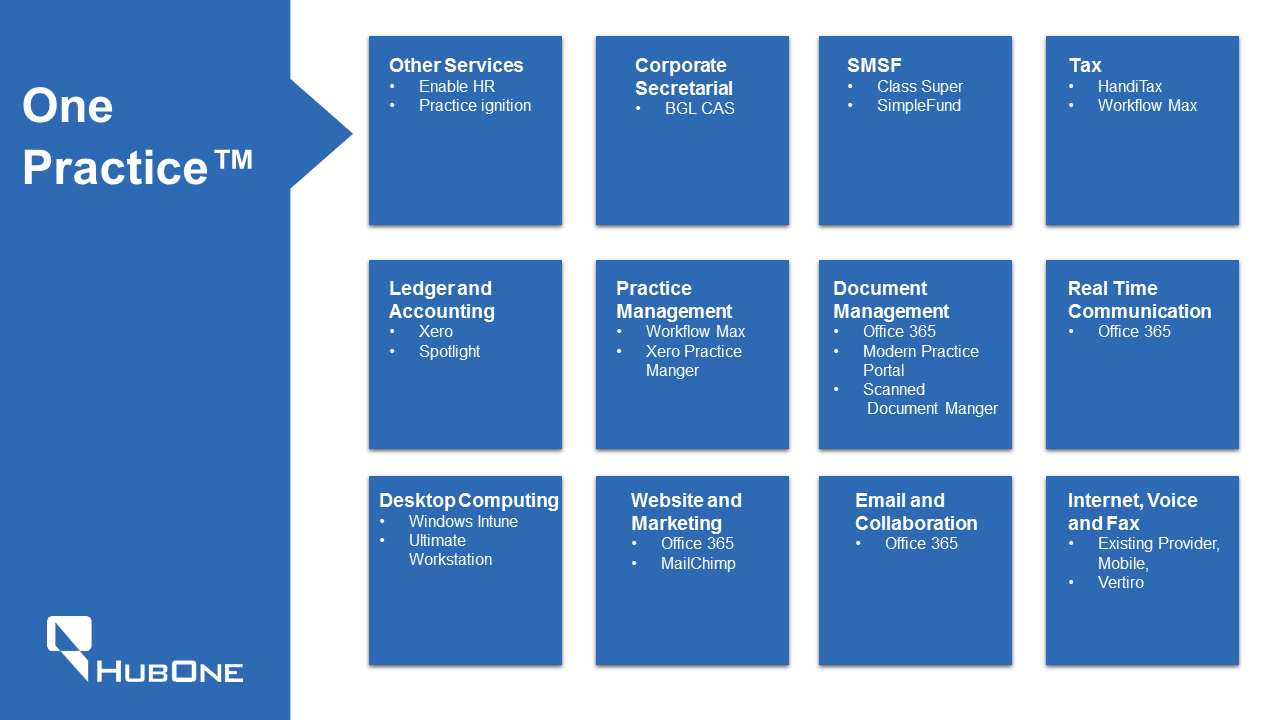 One
Practice™
Other Services
• Enable HR
• Practice ignition
Corporate
Secretarial
• BGL CAS
SMSF
• Class Super
• SimpleFund
Tax
• HandiTax
• Workflow Max
Ledger and
Accounting
• Xero
• Spotlight
Practice
Management
• Workflow Max
• Xero Practice
Manger
Document
Management
• Office 365
• Modern Practice
Portal
• Scanned
Document Manger
Real Time
Communication
• Office 365
Desktop Computing
• Windows Intune
• Ultimate
Workstation
Website and
Marketing
• Office 365
• MailChimp
Email and
Collaboration
• Office 365
Internet, Voice
and Fax
• Existing Provider,
Mobile,
• Vertiro
HUBONE